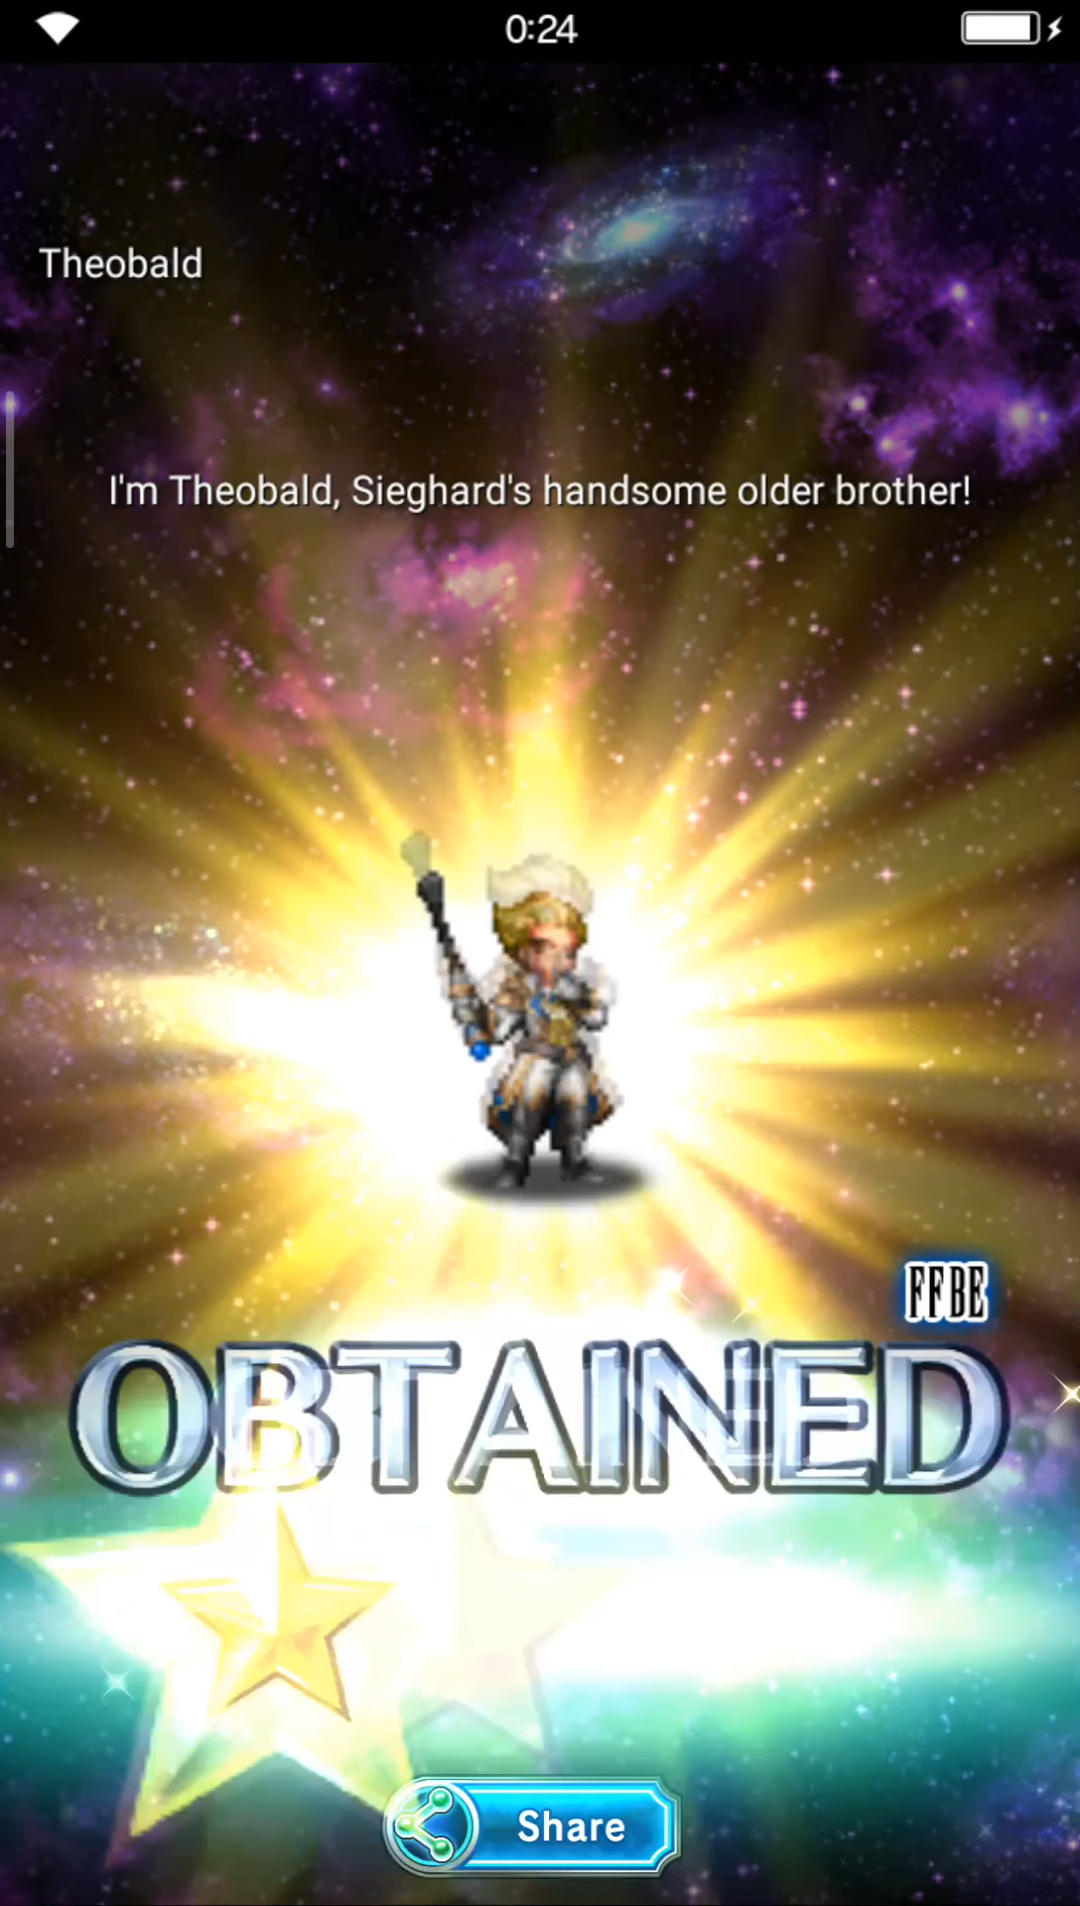 0:24
Theobald
I'm Theobald, Sieghard's handsome older brother!
FFBE
OBTAINED
Share